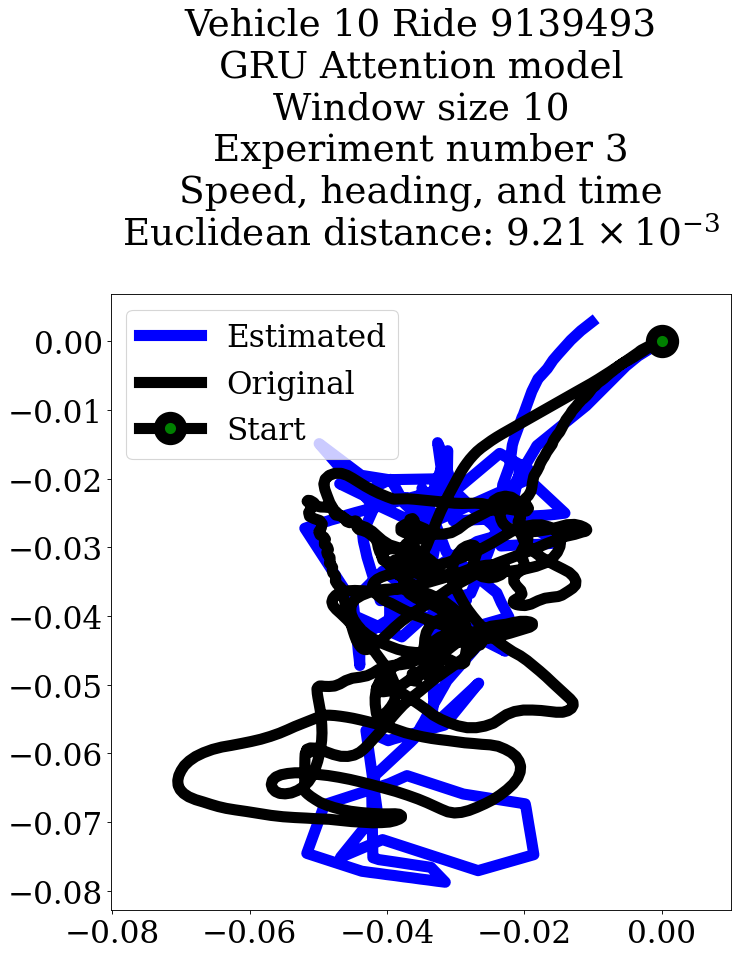 Vehicle 10 Ride 9139493
GRU Attention model
Window size 10
Experiment number 3
Speed, heading, and time
Euclidean distance: 9.21 × 10⁻³
Estimated
Original
Start
0.00
−0.01
−0.02
−0.03
−0.04
−0.05
−0.06
−0.07
−0.08
−0.08 −0.06 −0.04 −0.02 0.00